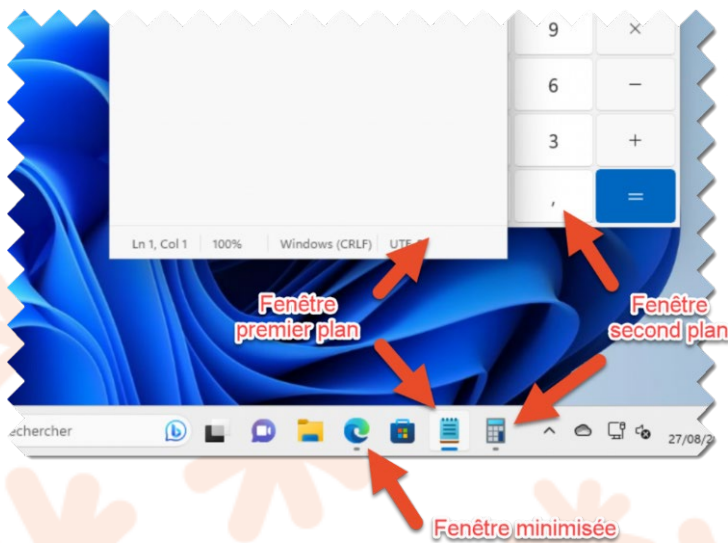 9 ×
6 −
3 +
, =
Ln 1, Col 1 100% Windows (CRLF)
Fenêtre
premier plan
Fenêtre
second plan
echercher
27/08/2
Fenêtre minimisée